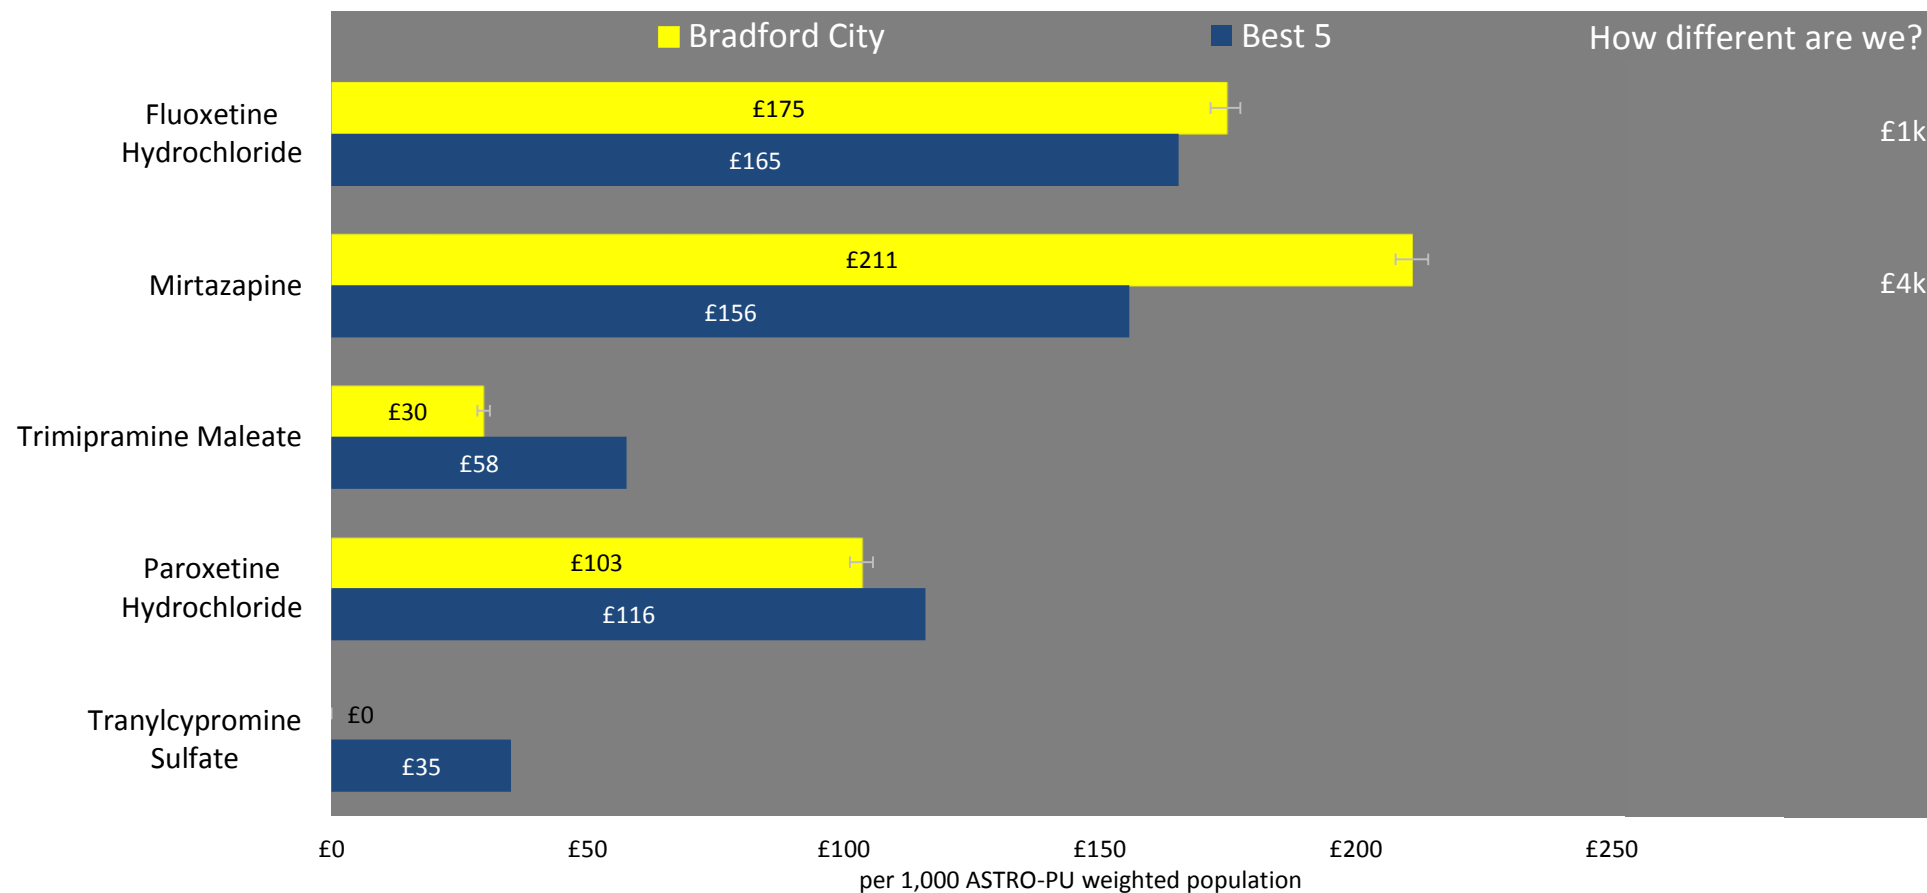 Bradford City
Best 5
How different are we?
Fluoxetine
Hydrochloride
£175
£165
£1k
Mirtazapine
£211
£156
£4k
Trimipramine Maleate
£30
£58
Paroxetine
Hydrochloride
£103
£116
Tranylcypromine
Sulfate
£0
£35
£0 £50 £100 £150 £200 £250
per 1,000 ASTRO-PU weighted population